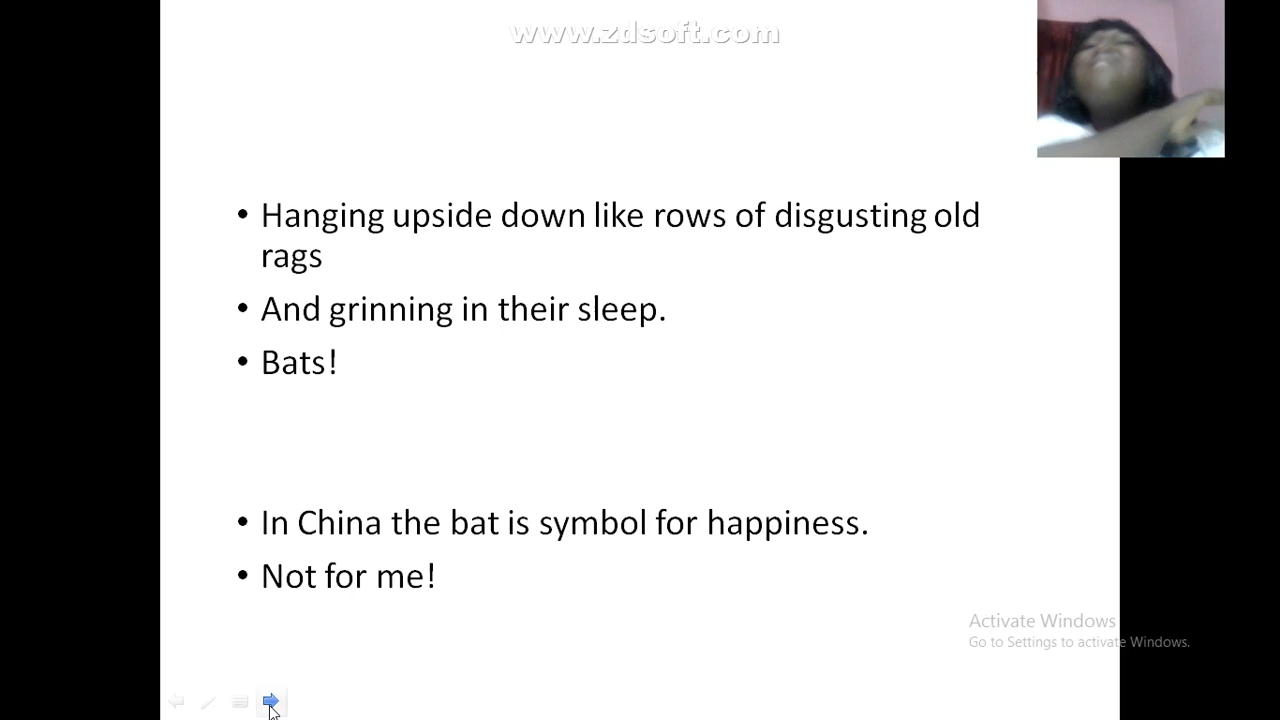 www.zdsoft.com
• Hanging upside down like rows of disgusting old
rags
• And grinning in their sleep.
• Bats!
• In China the bat is symbol for happiness.
• Not for me!
Activate Windows
Go to Settings to activate Windows.